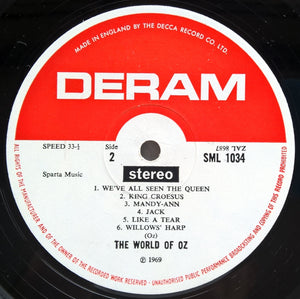 MADE IN ENGLAND BY THE DECCA RECORD CO. LTD.
DERAM
SPEED 33-⅓
Side
2
ZAL. 8857
SML 1034
stereo
Sparta Music
1. WE'VE ALL SEEN THE QUEEN
2. KING CROESUS
3. MANDY-ANN
4. JACK
5. LIKE A TEAR
6. WILLOWS' HARP
(Oz)
THE WORLD OF OZ
℗ 1969
ALL RIGHTS OF THE MANUFACTURER AND OF THE OWNER OF THE RECORDED WORK RESERVED - UNAUTHORISED PUBLIC PERFORMANCE BROADCASTING AND COPYING OF THIS RECORD PROHIBITED